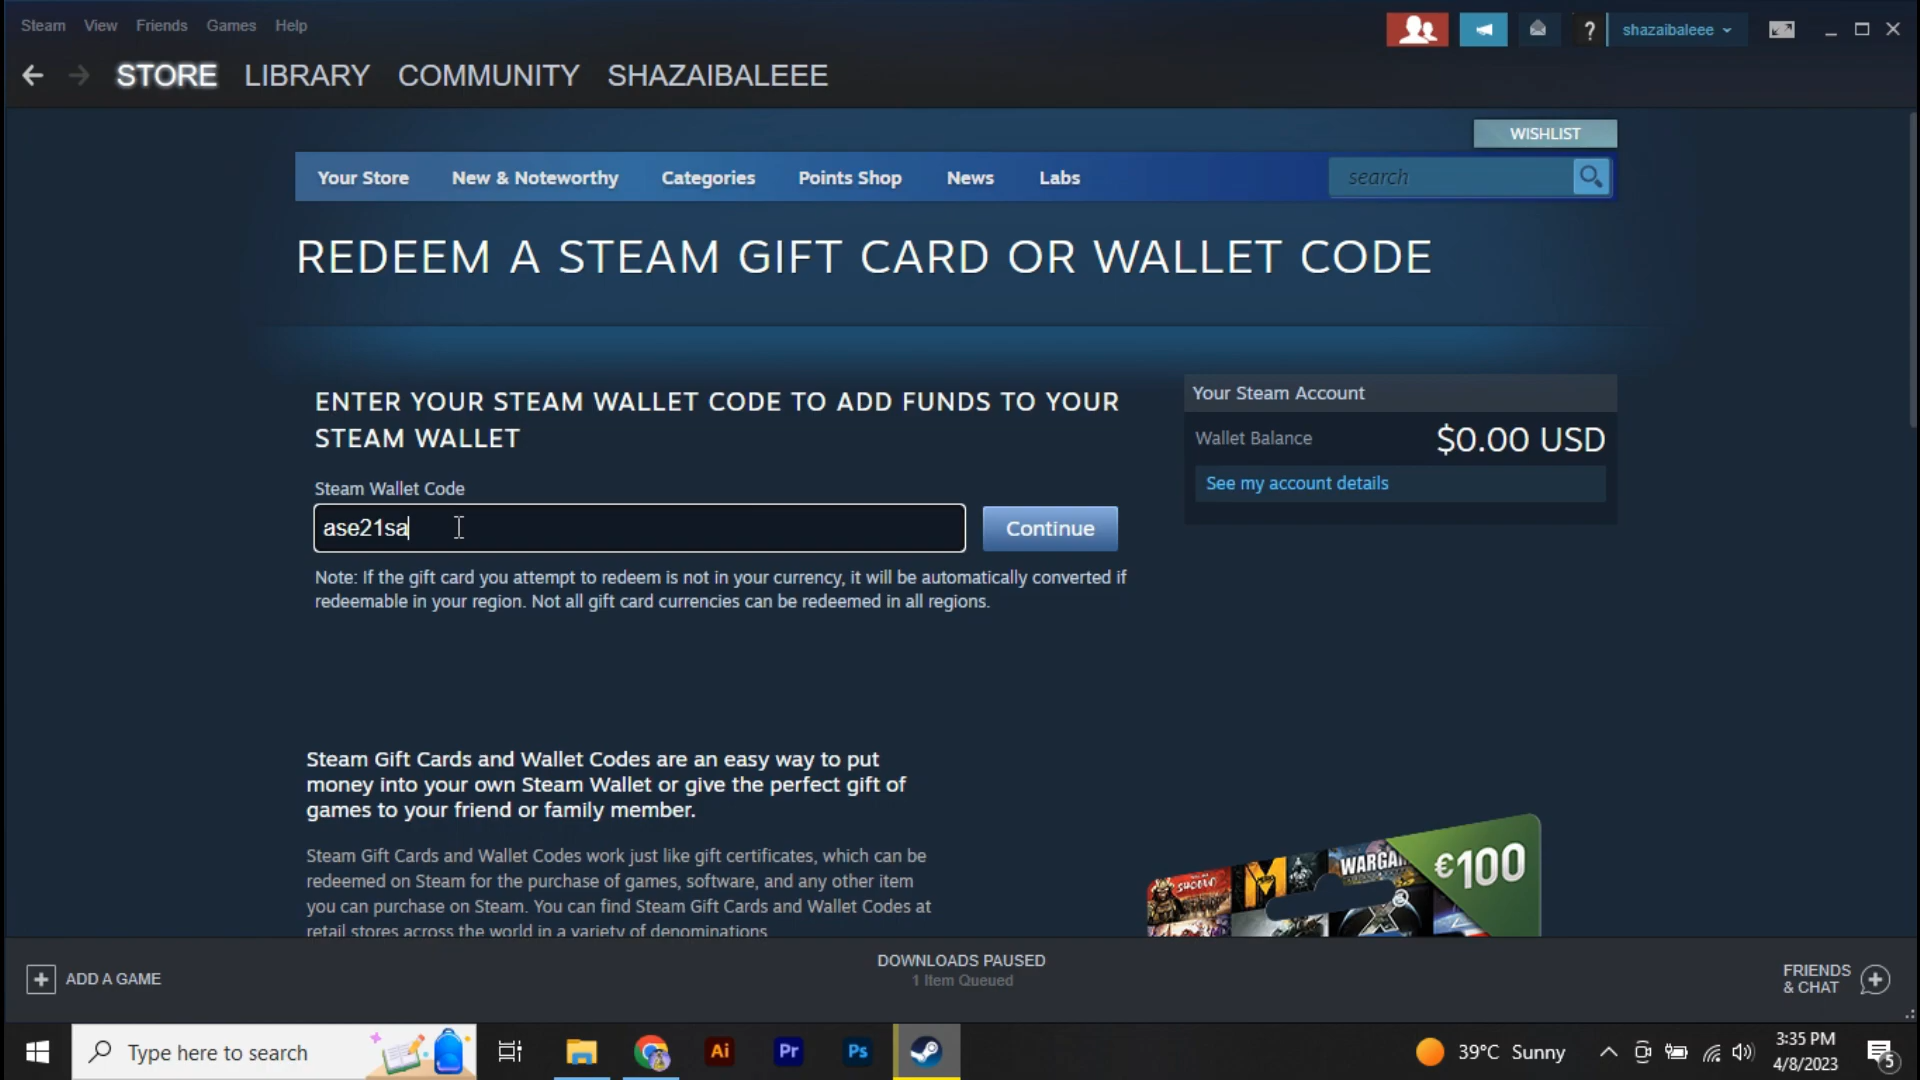 Steam View Friends Games Help
shazaibaleee
STORE LIBRARY COMMUNITY SHAZAIBALEEE
WISHLIST
Your Store New & Noteworthy Categories Points Shop News Labs search
REDEEM A STEAM GIFT CARD OR WALLET CODE
ENTER YOUR STEAM WALLET CODE TO ADD FUNDS TO YOUR
STEAM WALLET
Steam Wallet Code
ase21sa
Continue
Note: If the gift card you attempt to redeem is not in your currency, it will be automatically converted if
redeemable in your region. Not all gift card currencies can be redeemed in all regions.
Your Steam Account
Wallet Balance $0.00 USD
See my account details
Steam Gift Cards and Wallet Codes are an easy way to put
money into your own Steam Wallet or give the perfect gift of
games to your friend or family member.
Steam Gift Cards and Wallet Codes work just like gift certificates, which can be
redeemed on Steam for the purchase of games, software, and any other item
you can purchase on Steam. You can find Steam Gift Cards and Wallet Codes at
retail stores across the world in a variety of denominations
SHOGUN
€100
ADD A GAME
DOWNLOADS PAUSED
1 Item Queued
FRIENDS
& CHAT
Type here to search
Ai
Pr
Ps
39°C Sunny
3:35 PM
4/8/2023
5